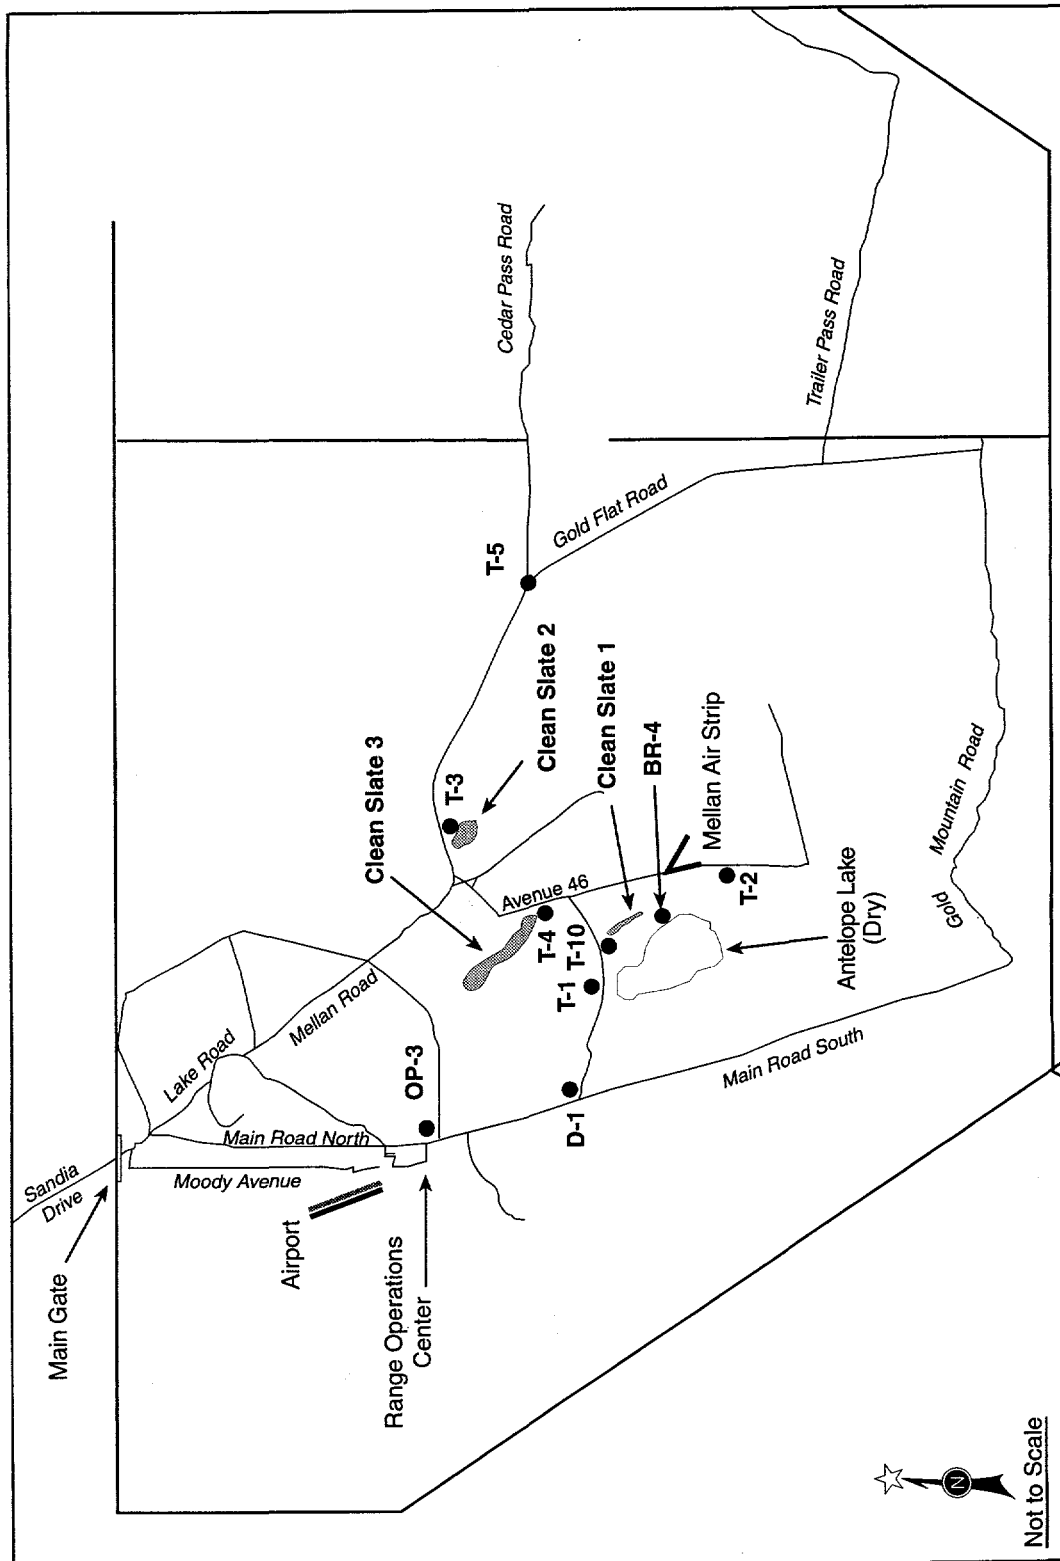 Sandia
Drive
Main Gate
Lake Road
Mellan Road
Main Road North
Moody Avenue
Airport
Range Operations
Center
OP-3
Clean Slate 3
T-3
Clean Slate 2
T-5
Cedar Pass Road
Gold Flat Road
Trailer Pass Road
Avenue 46
T-4
T-10
T-1
D-1
Clean Slate 1
BR-4
Mellan Air Strip
T-2
Antelope Lake
(Dry)
Main Road South
Gold
Mountain Road
N
Not to Scale